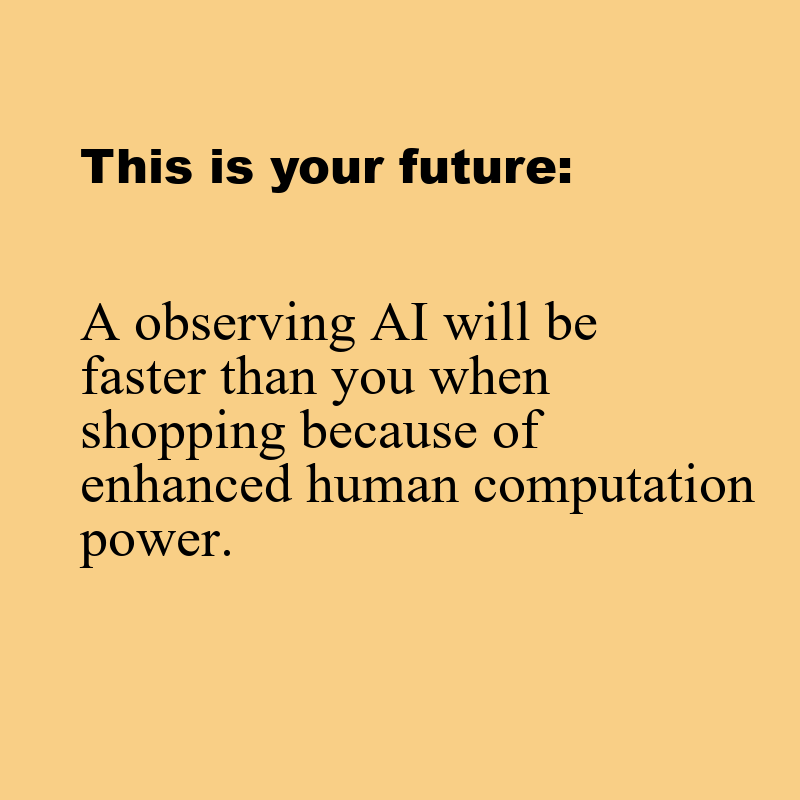 This is your future:
A observing AI will be
faster than you when
shopping because of
enhanced human computation
power.